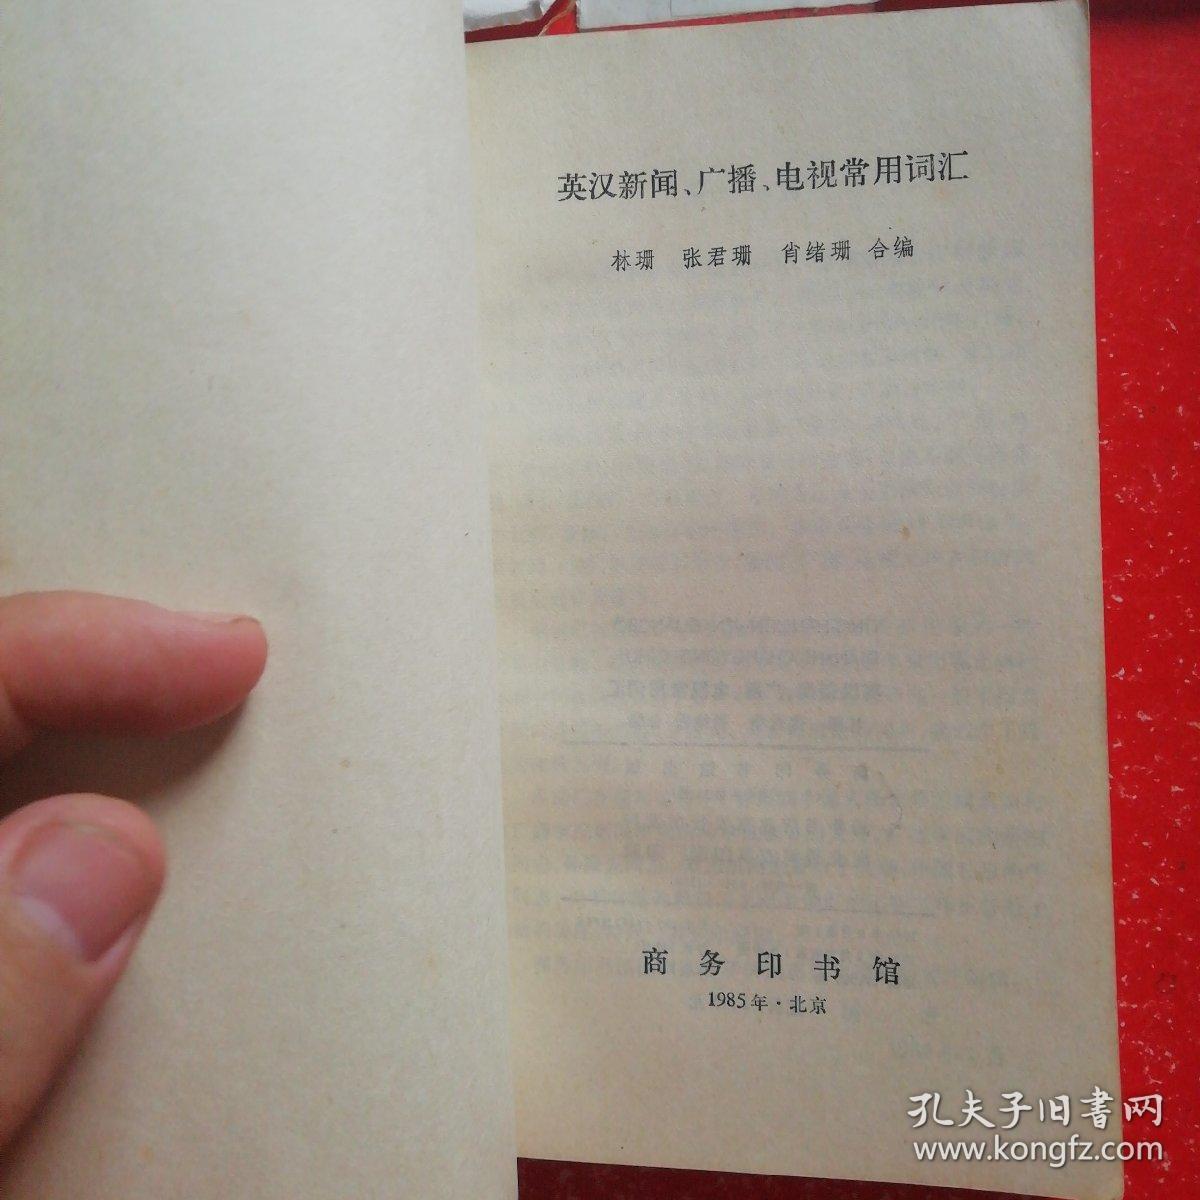 英汉新闻、广播、电视常用词汇
林珊 张君珊 肖绪珊 合编
商务印书馆
1985年·北京
孔夫子旧書网
www.kongfz.com